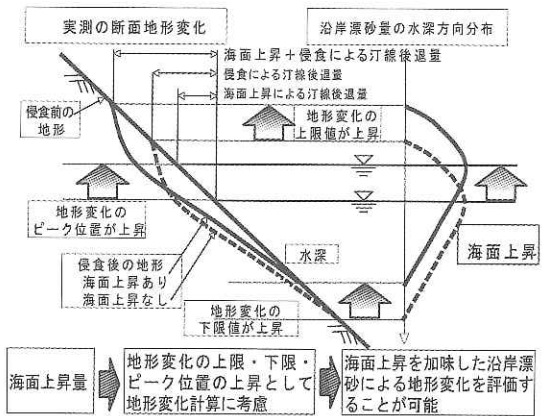 実測の断面地形変化
沿岸漂砂量の水深方向分布
海面上昇＋侵食による汀線後退量
侵食による汀線後退量
海面上昇による汀線後退量
侵食前の
地形
地形変化の
上限値が上昇
地形変化の
ピーク位置が上昇
海面上昇
水深
侵食後の地形
海面上昇あり
海面上昇なし
地形変化の
下限値が上昇
海面上昇量
地形変化の上限・下限・
ピーク位置の上昇として
地形変化計算に考慮
海面上昇を加味した沿岸漂
砂による地形変化を評価す
ることが可能